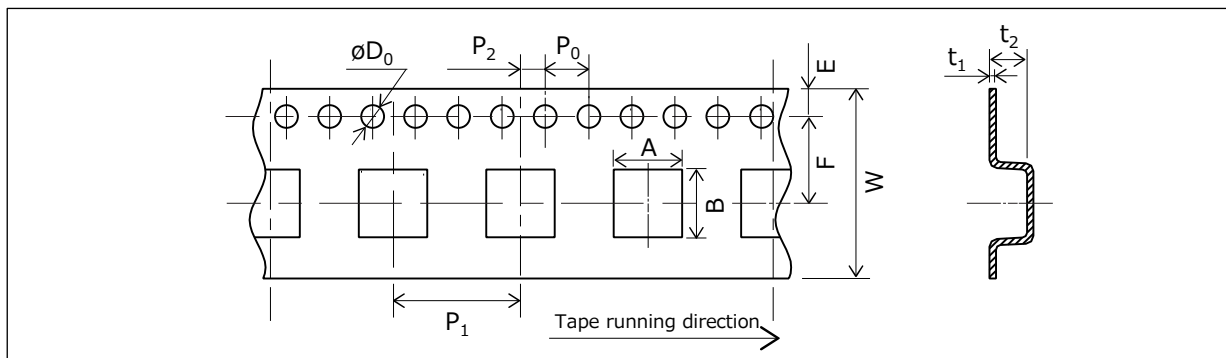 P2
P0
øD0
E
t2
t1
A
F
W
B
P1
Tape running direction